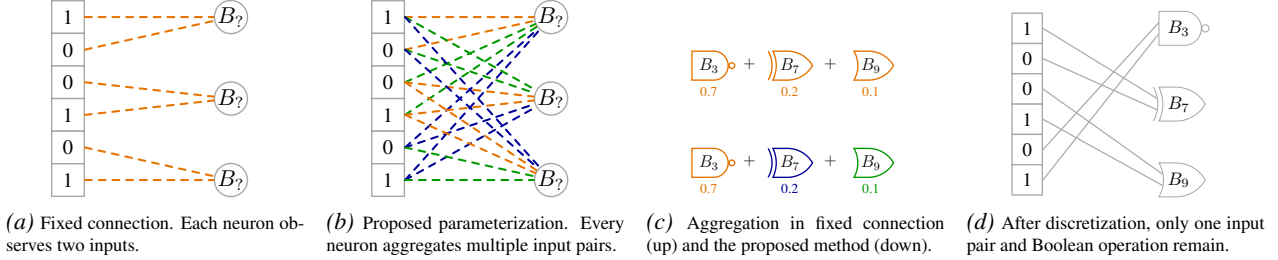 1
0
0
1
0
1
B?
B?
B?
(a) Fixed connection. Each neuron ob-
serves two inputs.
1
0
0
1
0
1
B?
B?
B?
(b) Proposed parameterization. Every
neuron aggregates multiple input pairs.
B3 + B7 + B9
0.7 0.2 0.1
B3 + B7 + B9
0.7 0.2 0.1
(c) Aggregation in fixed connection
(up) and the proposed method (down).
1
0
0
1
0
1
B3
B7
B9
(d) After discretization, only one input
pair and Boolean operation remain.